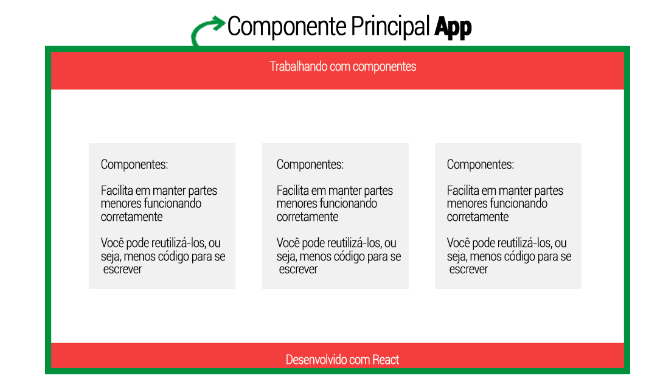 Componente Principal App
Trabalhando com componentes
Componentes:
Facilita em manter partes
menores funcionando
corretamente
Você pode reutilizá-los, ou
seja, menos código para se
escrever
Componentes:
Facilita em manter partes
menores funcionando
corretamente
Você pode reutilizá-los, ou
seja, menos código para se
escrever
Componentes:
Facilita em manter partes
menores funcionando
corretamente
Você pode reutilizá-los, ou
seja, menos código para se
escrever
Desenvolvido com React